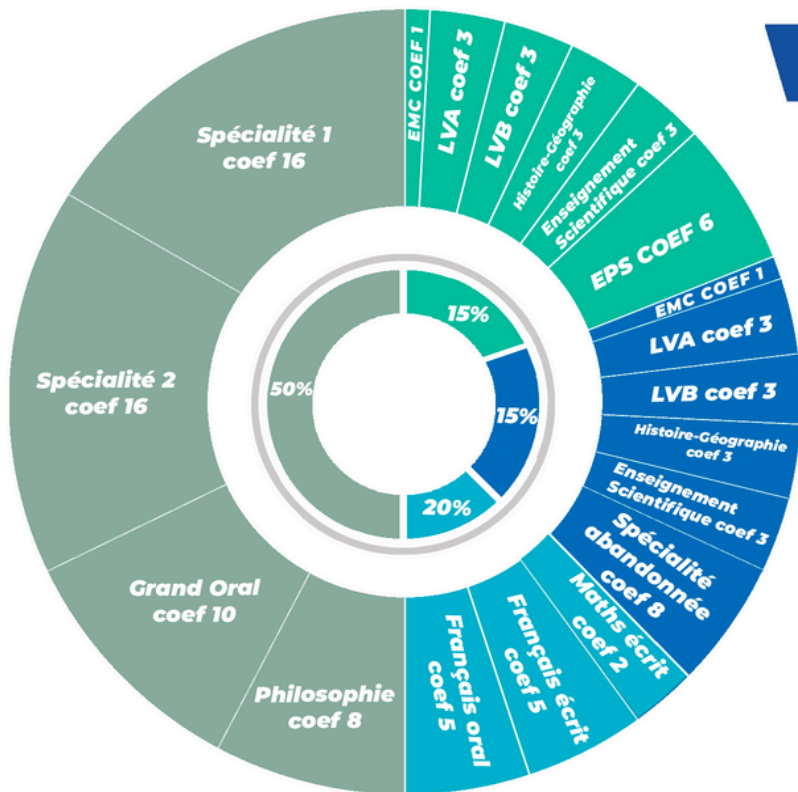 EMC COEF 1
LVA coef 3
LVB coef 3
Histoire-Géographie
coef 3
Enseignement
Scientifique coef 3
EPS COEF 6
EMC COEF 1
LVA coef 3
LVB coef 3
Histoire-Géographie
coef 3
Enseignement
Scientifique coef 3
Spécialité
abandonnée
coef 8
Maths écrit
coef 2
Français écrit
coef 5
Français oral
coef 5
Philosophie
coef 8
Grand Oral
coef 10
Spécialité 2
coef 16
Spécialité 1
coef 16
15%
15%
20%
50%